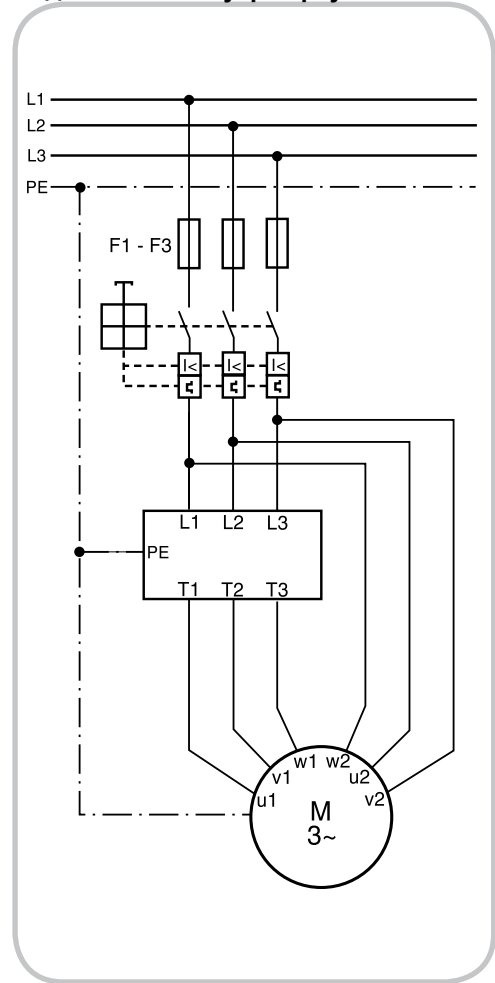 L1
L2
L3
PE
F1 - F3
I< I< I<
L1 L2 L3
PE
T1 T2 T3
w1 w2
v1 u2
u1 v2
M
3~